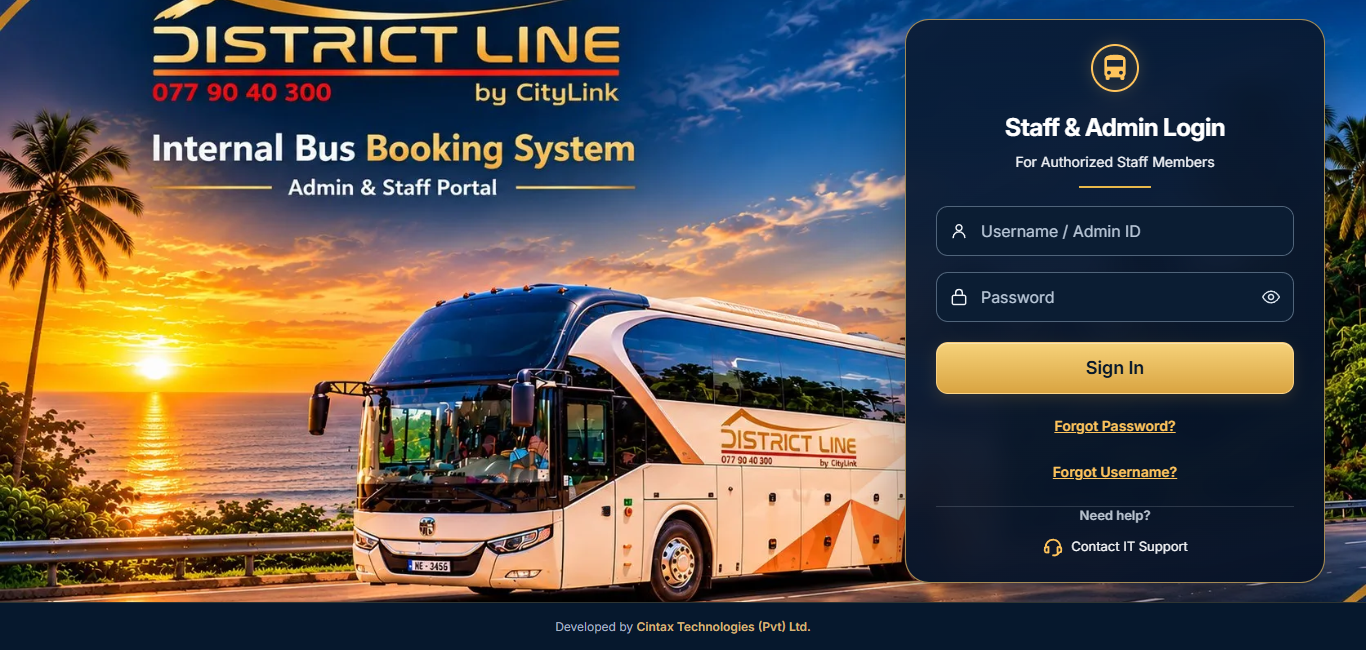 DISTRICT LINE
077 90 40 300 by CityLink
Internal Bus Booking System
Admin & Staff Portal
DISTRICT LINE
077 90 40 300 by CityLink
NE - 3456
Staff & Admin Login
For Authorized Staff Members
Username / Admin ID
Password
Sign In
Forgot Password?
Forgot Username?
Need help?
Contact IT Support
Developed by Cintax Technologies (Pvt) Ltd.